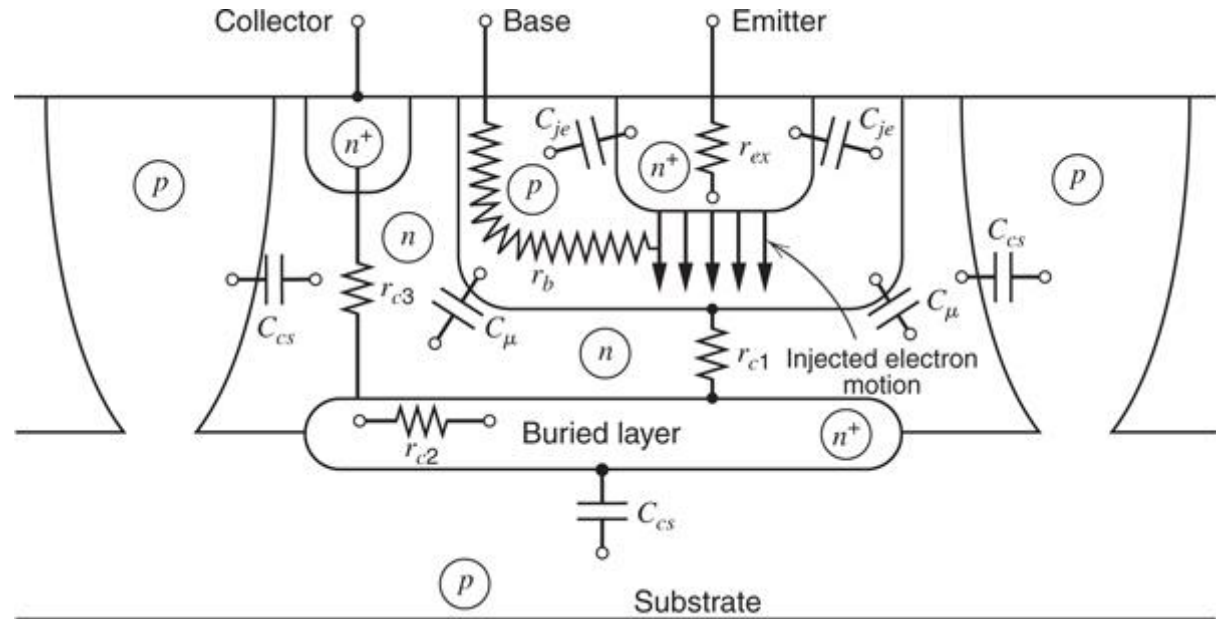 Collector
Base
Emitter
n+
p
C_je
n+
r_ex
C_je
p
p
n
C_cs
r_c3
r_b
C_μ
C_μ
C_cs
n
r_c1
Injected electron
motion
r_c2
Buried layer
n+
C_cs
p
Substrate